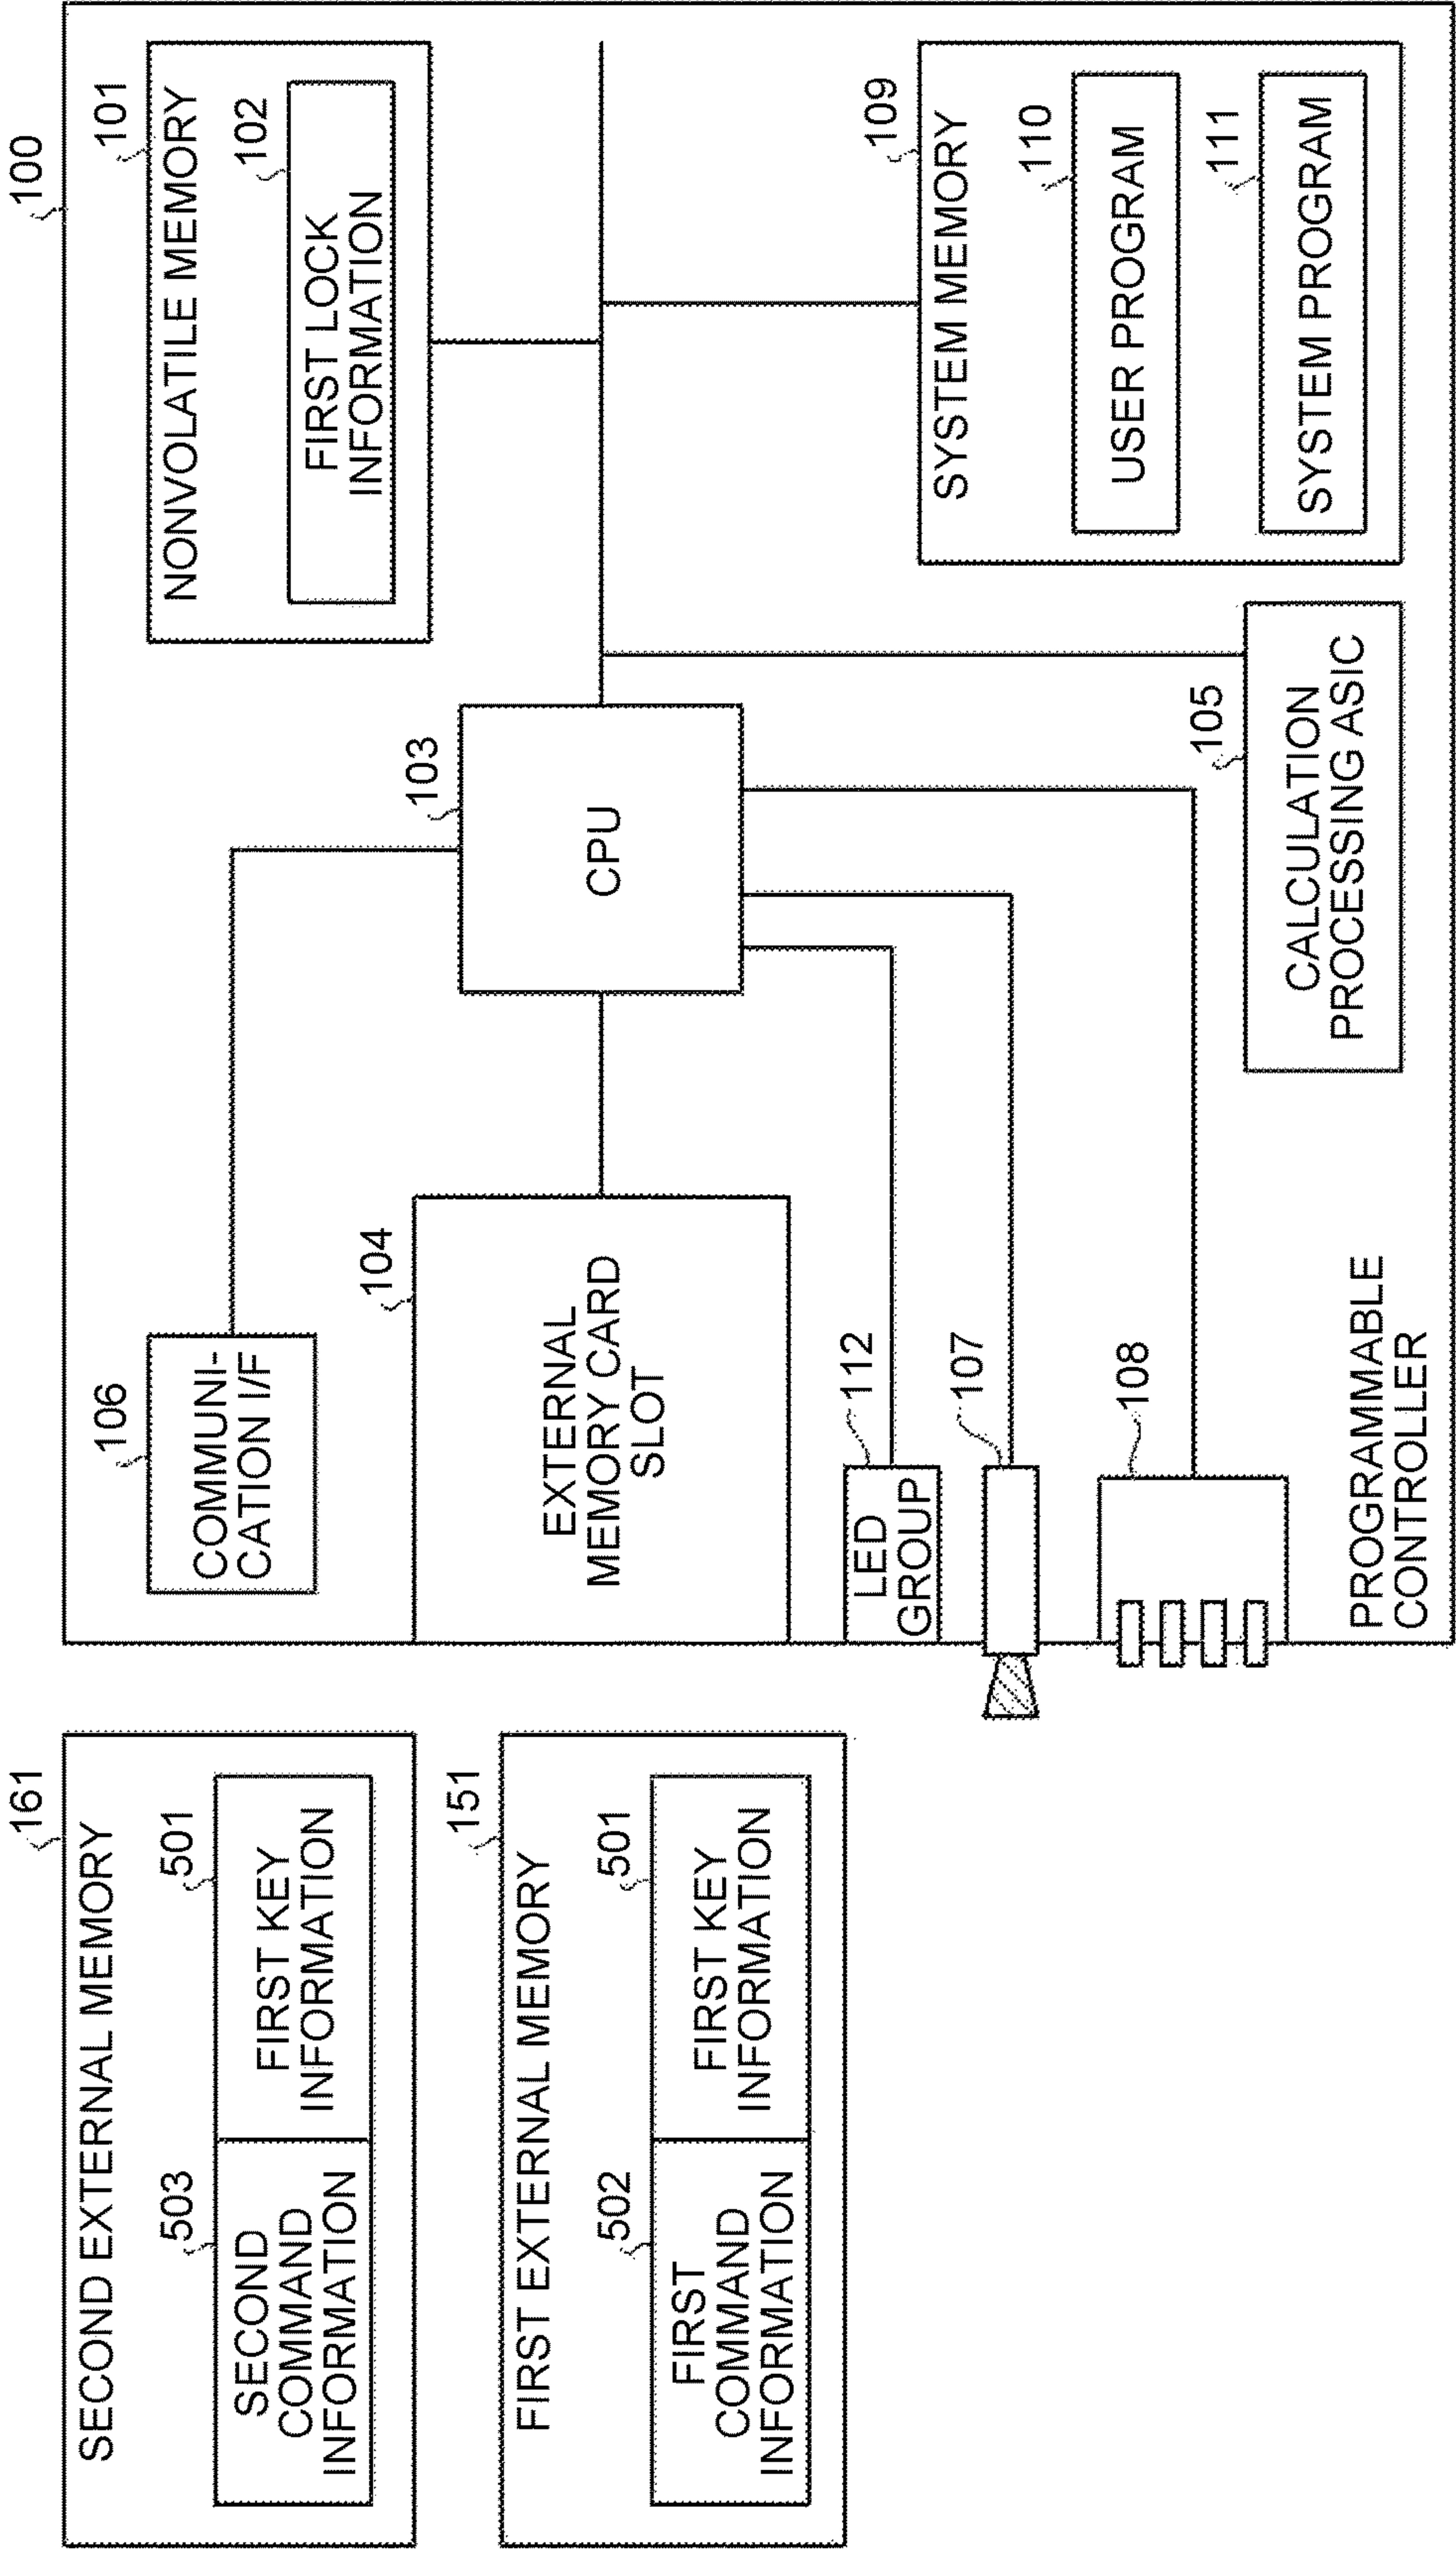 100
161
SECOND EXTERNAL MEMORY
503
SECOND
COMMAND
INFORMATION
501
FIRST KEY
INFORMATION
151
FIRST EXTERNAL MEMORY
502
FIRST
COMMAND
INFORMATION
501
FIRST KEY
INFORMATION
106
COMMUNI-
CATION I/F
104
EXTERNAL
MEMORY CARD
SLOT
112
LED
GROUP
107
108
PROGRAMMABLE
CONTROLLER
103
CPU
105
CALCULATION
PROCESSING ASIC
101
NONVOLATILE MEMORY
102
FIRST LOCK
INFORMATION
109
SYSTEM MEMORY
110
USER PROGRAM
111
SYSTEM PROGRAM